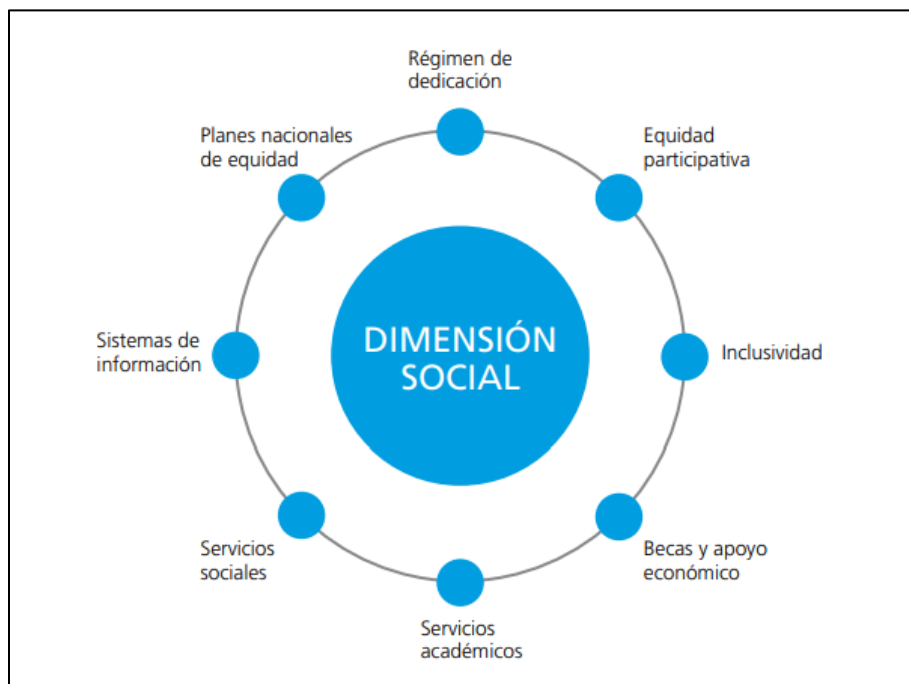 Régimen de
dedicación
Planes nacionales
de equidad
Equidad
participativa
Sistemas de
información
DIMENSIÓN
SOCIAL
Inclusividad
Servicios
sociales
Becas y apoyo
económico
Servicios
académicos